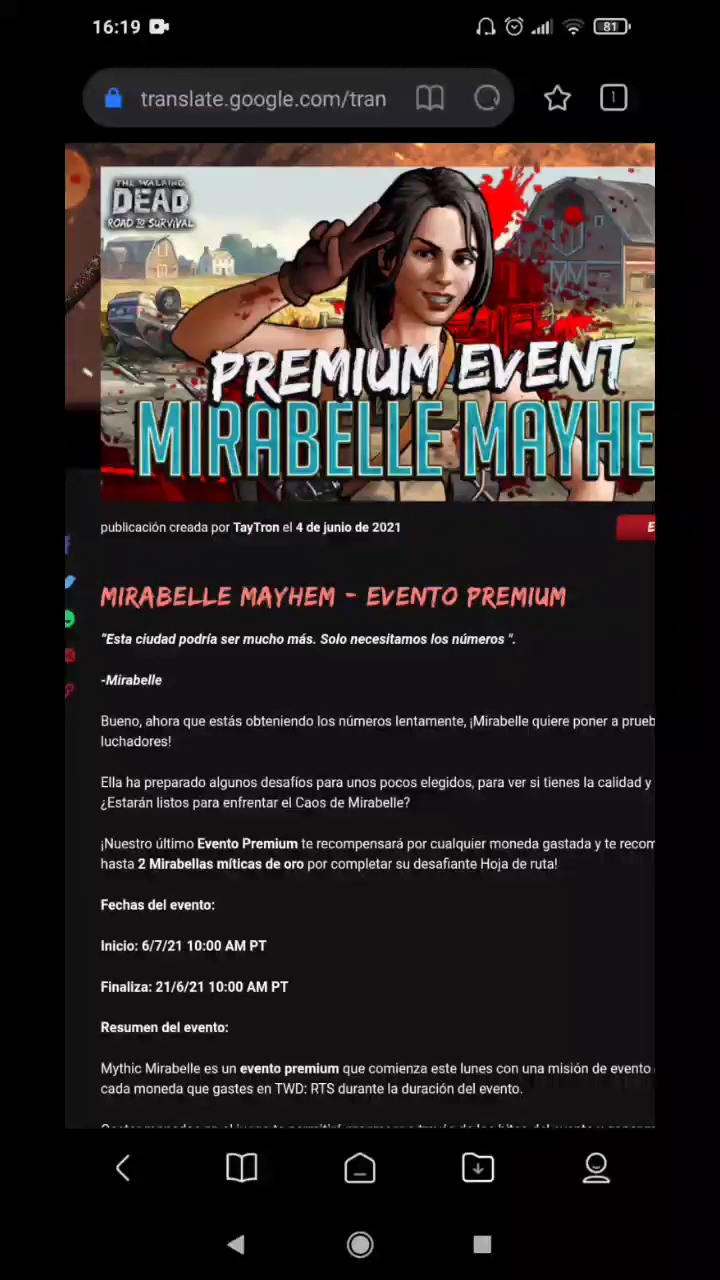 16:19
81
translate.google.com/tran
1
THE WALKING
DEAD
ROAD TO SURVIVAL
PREMIUM EVENT
MIRABELLE MAYHE
publicación creada por TayTron el 4 de junio de 2021
E
MIRABELLE MAYHEM - EVENTO PREMIUM
"Esta ciudad podría ser mucho más. Solo necesitamos los números ".
-Mirabelle
Bueno, ahora que estás obteniendo los números lentamente, ¡Mirabelle quiere poner a prueb
luchadores!
Ella ha preparado algunos desafíos para unos pocos elegidos, para ver si tienes la calidad y
¿Estarán listos para enfrentar el Caos de Mirabelle?
¡Nuestro último Evento Premium te recompensará por cualquier moneda gastada y te recom
hasta 2 Mirabellas míticas de oro por completar su desafiante Hoja de ruta!
Fechas del evento:
Inicio: 6/7/21 10:00 AM PT
Finaliza: 21/6/21 10:00 AM PT
Resumen del evento:
Mythic Mirabelle es un evento premium que comienza este lunes con una misión de evento
cada moneda que gastes en TWD: RTS durante la duración del evento.